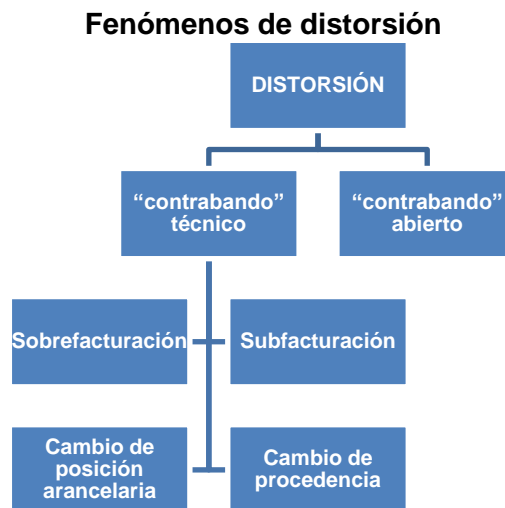 Fenómenos de distorsión
DISTORSIÓN
“contrabando”
técnico
“contrabando”
abierto
Sobrefacturación
Subfacturación
Cambio de
posición
arancelaria
Cambio de
procedencia